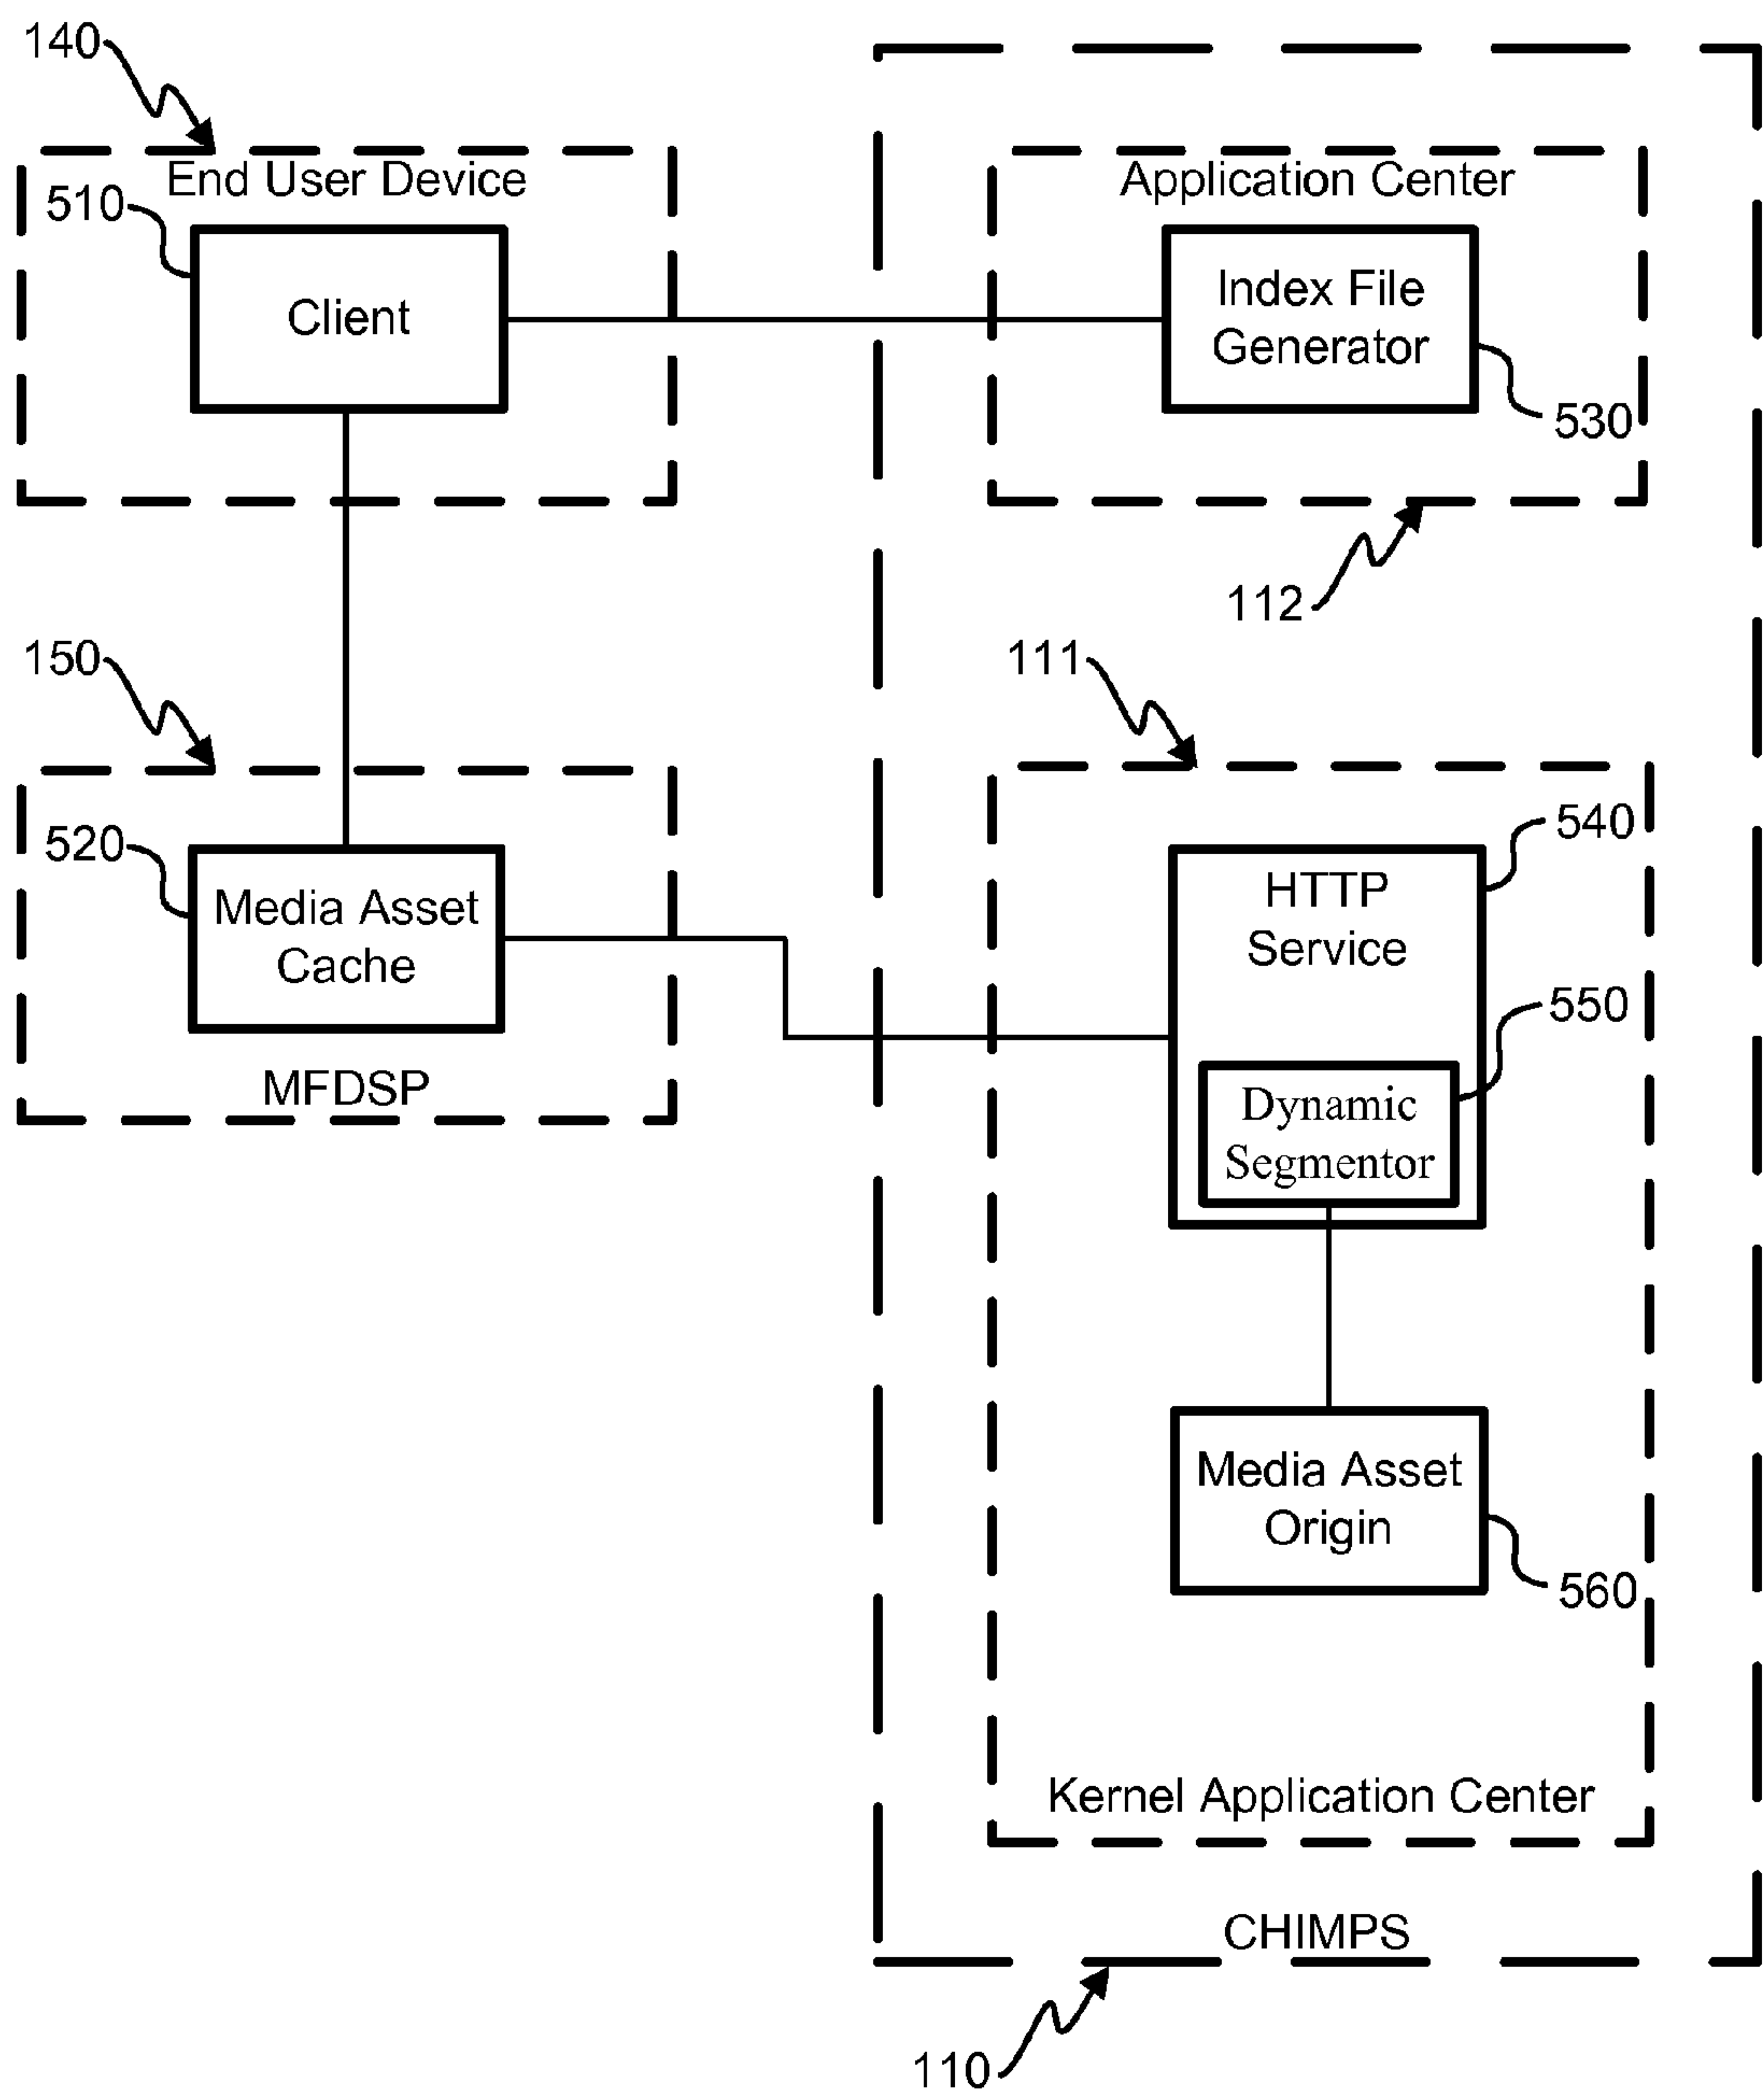 140
End User Device
510
Client
Application Center
Index File
Generator
530
112
150
520
Media Asset
Cache
MFDSP
111
540
HTTP
Service
550
Dynamic
Segmentor
Media Asset
Origin
560
Kernel Application Center
CHIMPS
110